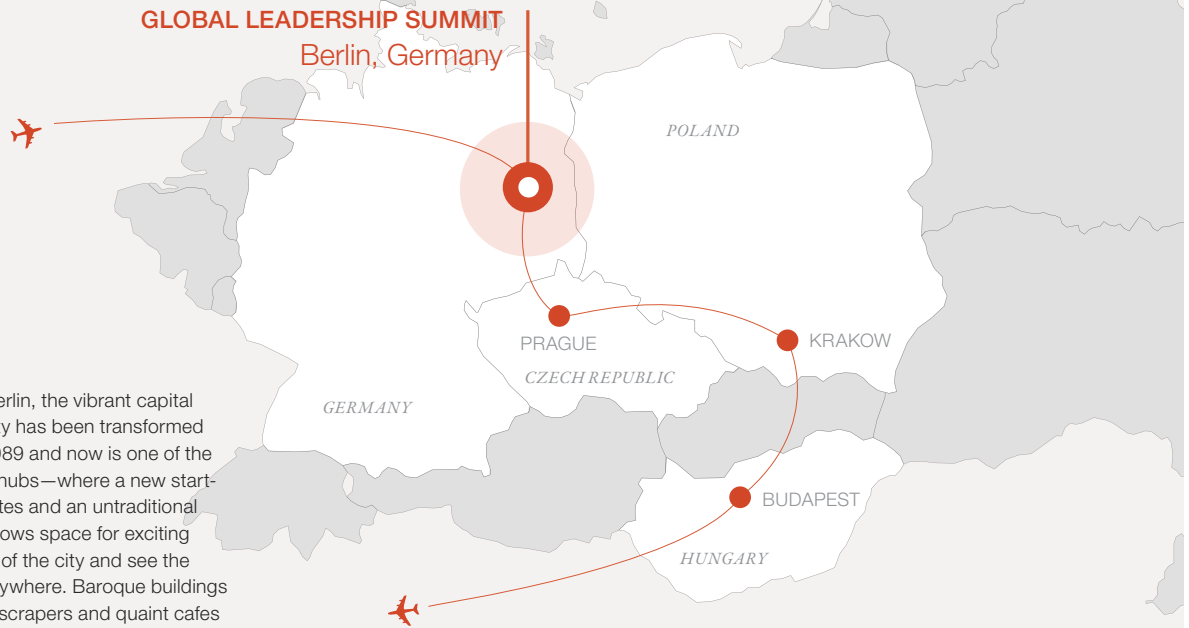 GLOBAL LEADERSHIP SUMMIT
Berlin, Germany
POLAND
PRAGUE
KRAKOW
CZECH REPUBLIC
GERMANY
BUDAPEST
HUNGARY
erlin, the vibrant capital
ty has been transformed
989 and now is one of the
hubs—where a new start-
tes and an untraditional
ows space for exciting
of the city and see the
ywhere. Baroque buildings
scrapers and quaint cafes